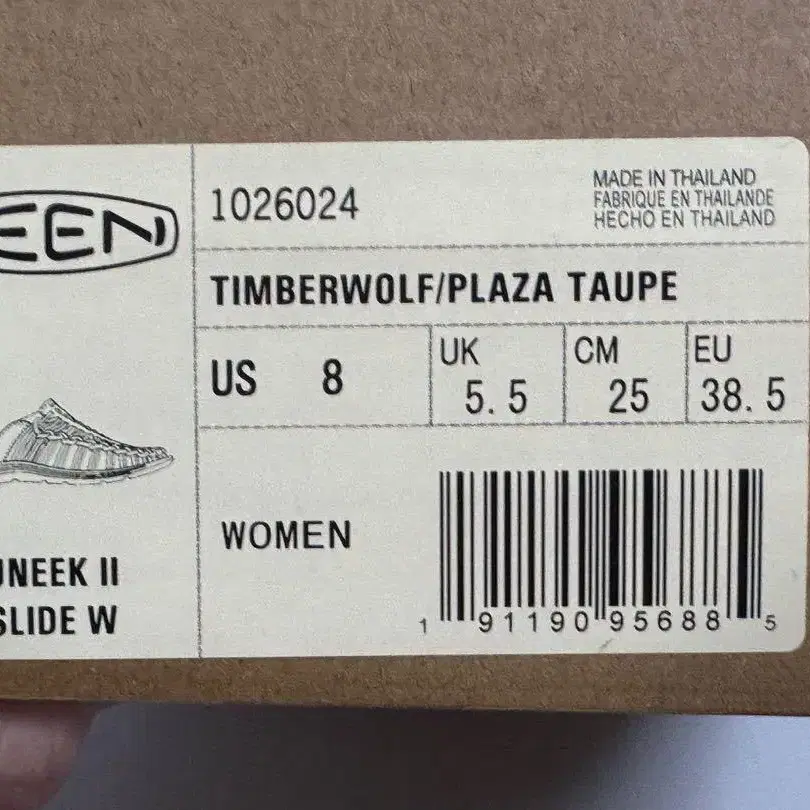 EEN
1026024
MADE IN THAILAND
FABRIQUE EN THAILANDE
HECHO EN THAILAND
TIMBERWOLF/PLAZA TAUPE
US 8
UK 5.5
CM 25
EU 38.5
WOMEN
UNEEK II
SLIDE W
1 91190 95688 5